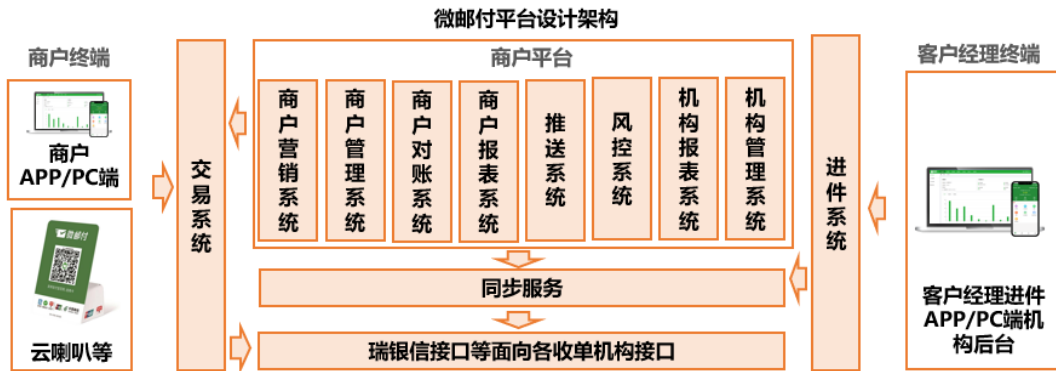 微邮付平台设计架构
商户终端
商户
APP/PC端
微邮付
云喇叭等
交易系统
商户平台
商户营销系统
商户管理系统
商户对账系统
商户报表系统
推送系统
风控系统
机构报表系统
机构管理系统
同步服务
瑞银信接口等面向各收单机构接口
进件系统
客户经理终端
客户经理进件
APP/PC端机
构后台